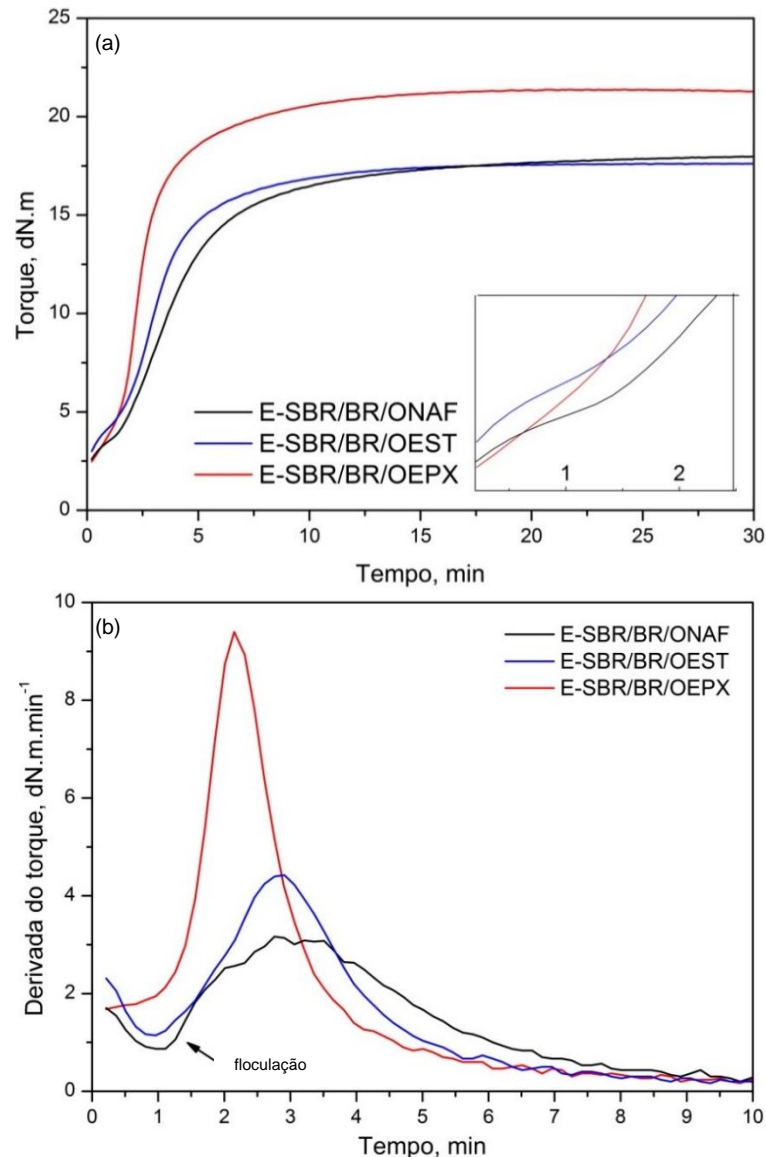 (a)
25
20
15
10
5
0
Torque, dN.m
E-SBR/BR/ONAF
E-SBR/BR/OEST
E-SBR/BR/OEPX
1 2
0 5 10 15 20 25 30
Tempo, min
(b)
10
8
6
4
2
0
Derivada do torque, dN.m.min⁻¹
E-SBR/BR/ONAF
E-SBR/BR/OEST
E-SBR/BR/OEPX
floculação
0 1 2 3 4 5 6 7 8 9 10
Tempo, min